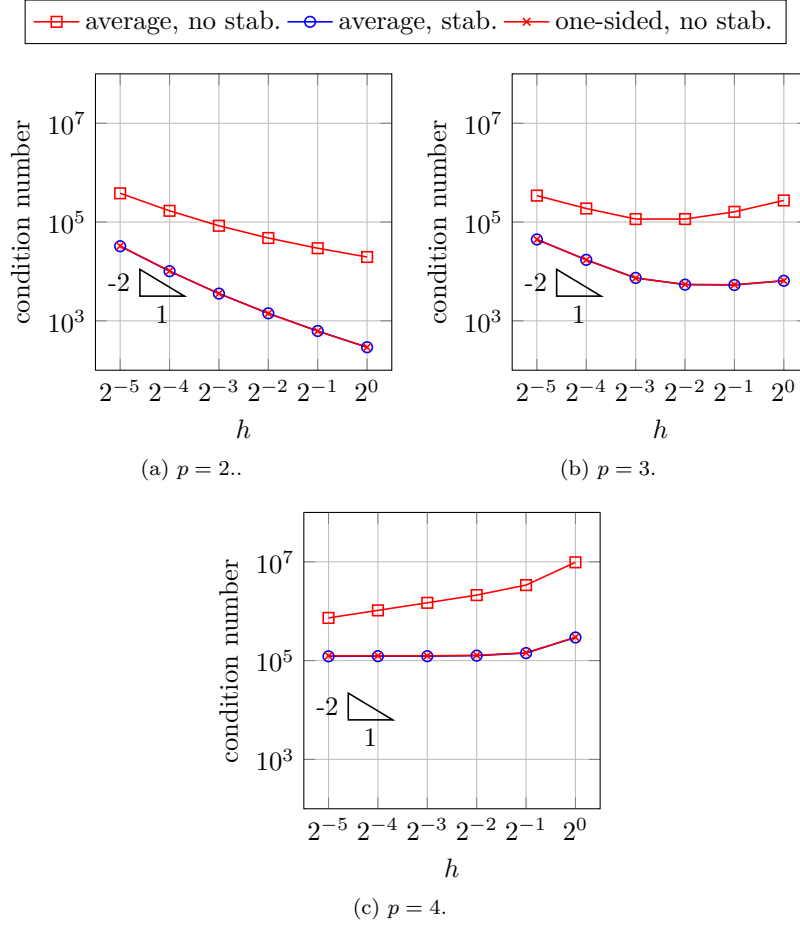 average, no stab. average, stab. one-sided, no stab.
condition number
10^7
10^5
10^3
-2
1
2^{-5} 2^{-4} 2^{-3} 2^{-2} 2^{-1} 2^0
h
(a) p = 2..
condition number
10^7
10^5
10^3
-2
1
2^{-5} 2^{-4} 2^{-3} 2^{-2} 2^{-1} 2^0
h
(b) p = 3.
condition number
10^7
10^5
10^3
-2
1
2^{-5} 2^{-4} 2^{-3} 2^{-2} 2^{-1} 2^0
h
(c) p = 4.